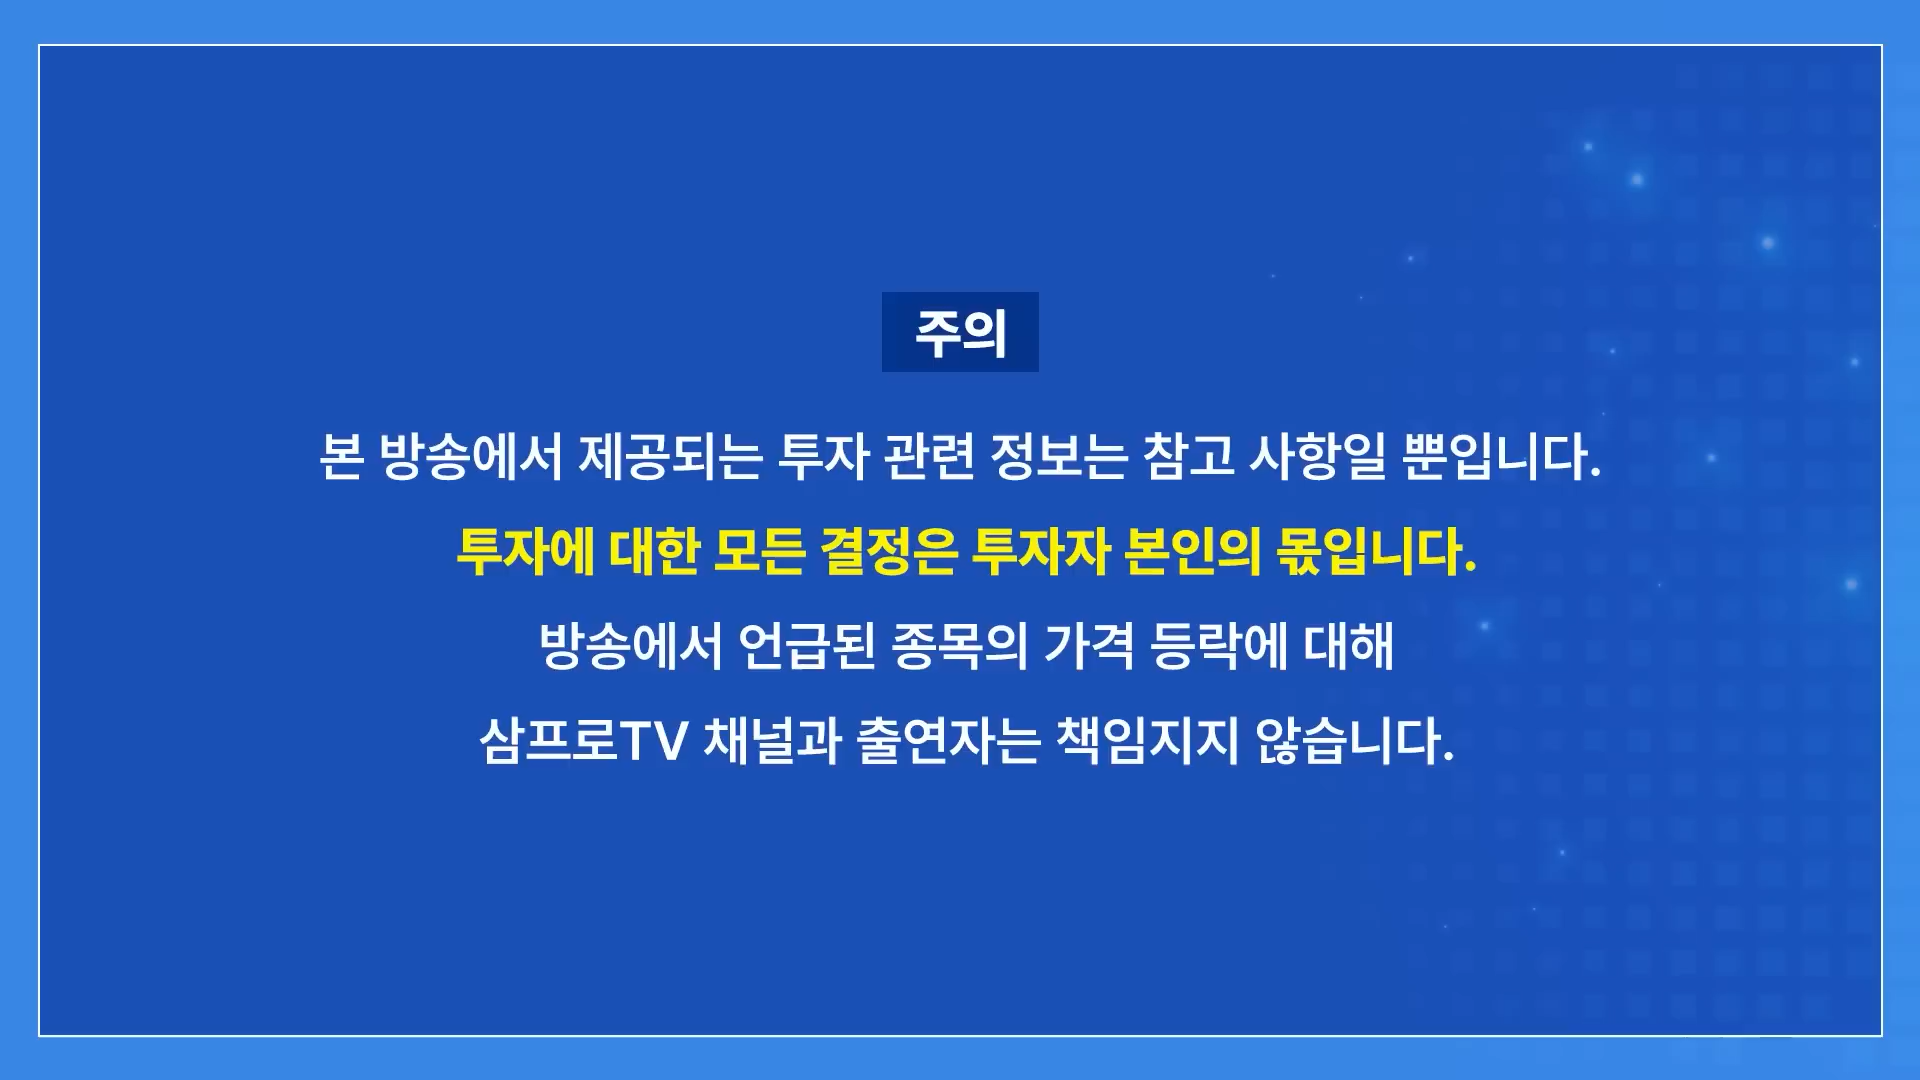 주의
본 방송에서 제공되는 투자 관련 정보는 참고 사항일 뿐입니다.
투자에 대한 모든 결정은 투자자 본인의 몫입니다.
방송에서 언급된 종목의 가격 등락에 대해
삼프로TV 채널과 출연자는 책임지지 않습니다.